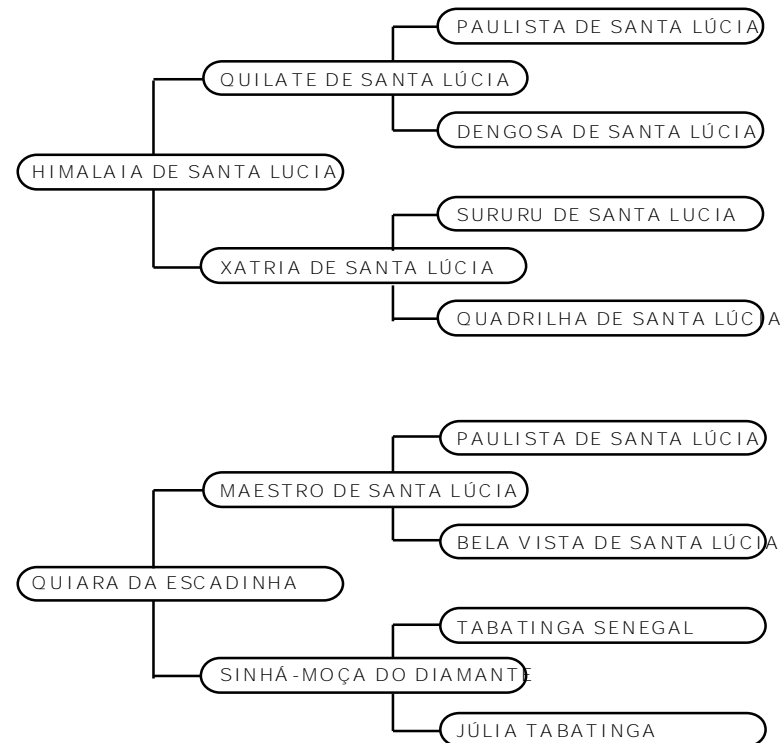 PAULISTA DE SANTA LÚCIA
QUILATE DE SANTA LÚCIA
DENGOSA DE SANTA LÚCIA
HIMALAIA DE SANTA LUCIA
SURURU DE SANTA LUCIA
XATRIA DE SANTA LÚCIA
QUADRILHA DE SANTA LÚCIA
PAULISTA DE SANTA LÚCIA
MAESTRO DE SANTA LÚCIA
BELA VISTA DE SANTA LÚCIA
QUIARA DA ESCADINHA
TABATINGA SENEGAL
SINHÁ-MOÇA DO DIAMANTE
JÚLIA TABATINGA